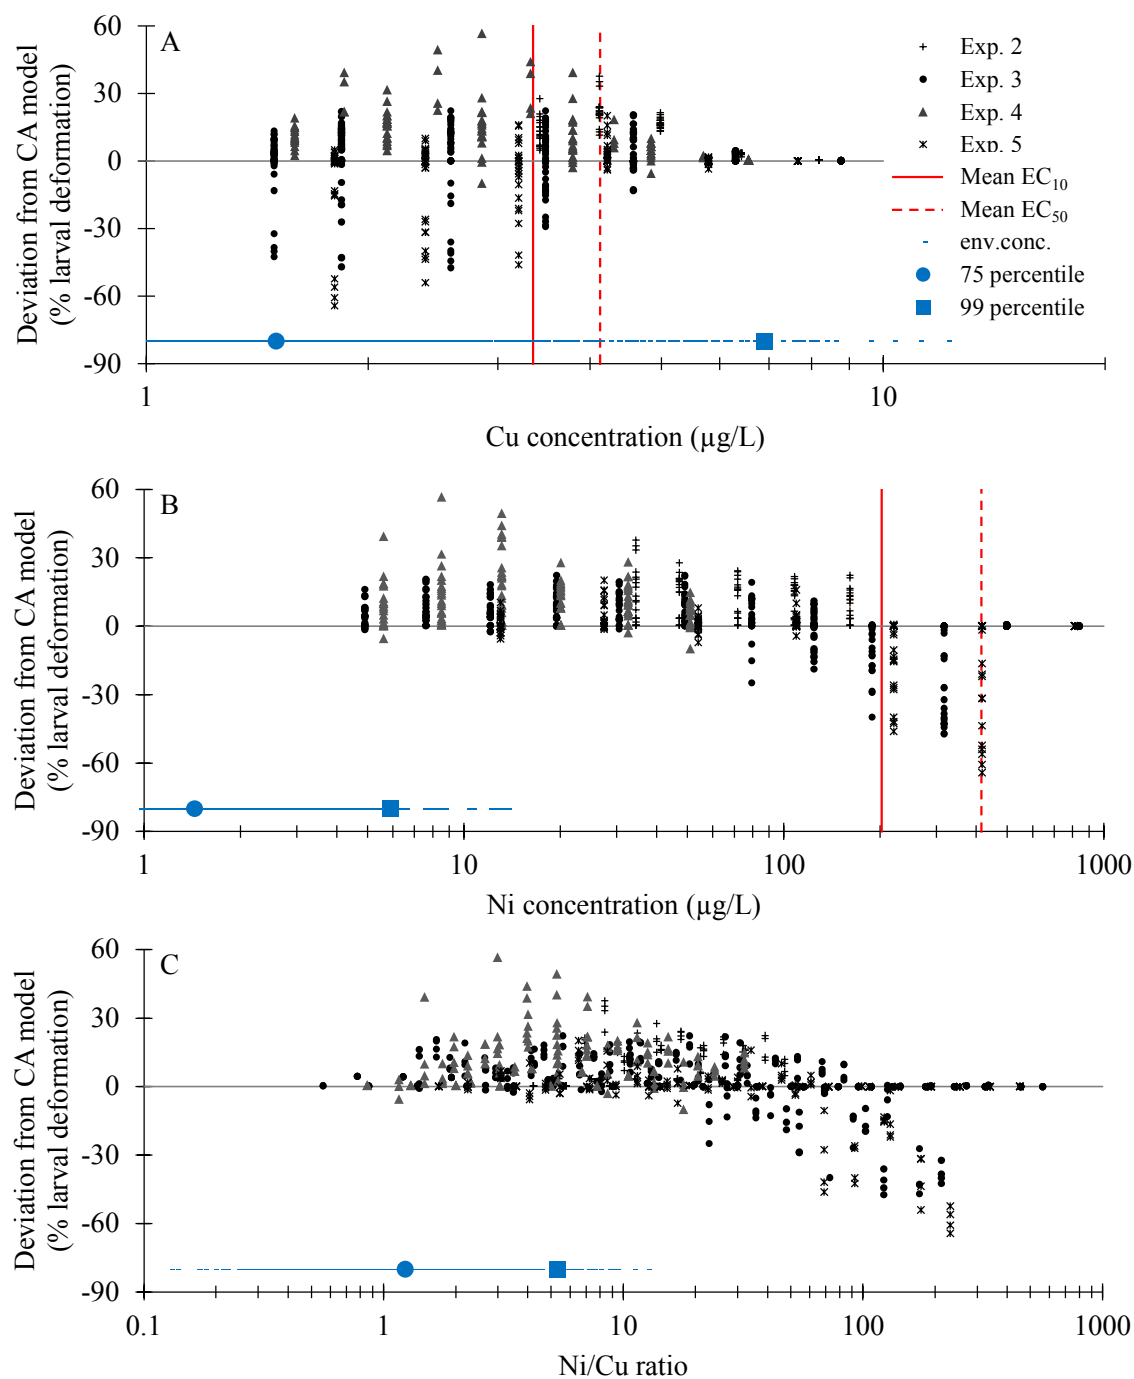 A
60
30
0
-30
-60
-90
Deviation from CA model
(% larval deformation)
1
10
Cu concentration (µg/L)
Exp. 2
Exp. 3
Exp. 4
Exp. 5
Mean EC10
Mean EC50
env.conc.
75 percentile
99 percentile
B
60
30
0
-30
-60
-90
Deviation from CA model
(% larval deformation)
1
10
100
1000
Ni concentration (µg/L)
C
60
30
0
-30
-60
-90
Deviation from CA model
(% larval deformation)
0.1
1
10
100
1000
Ni/Cu ratio